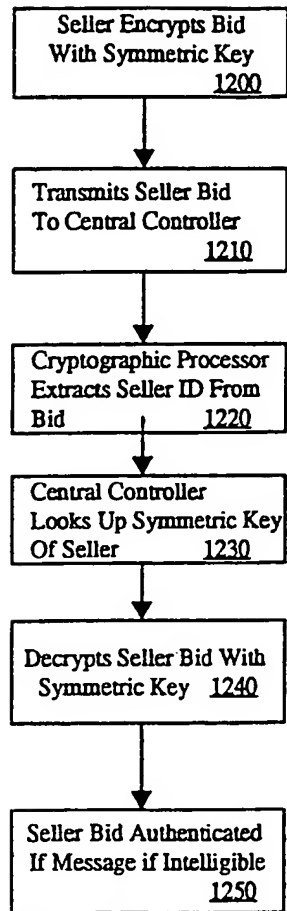 Seller Encrypts Bid
With Symmetric Key
1200
Transmits Seller Bid
To Central Controller
1210
Cryptographic Processor
Extracts Seller ID From
Bid 1220
Central Controller
Looks Up Symmetric Key
Of Seller 1230
Decrypts Seller Bid With
Symmetric Key 1240
Seller Bid Authenticated
If Message if Intelligible
1250